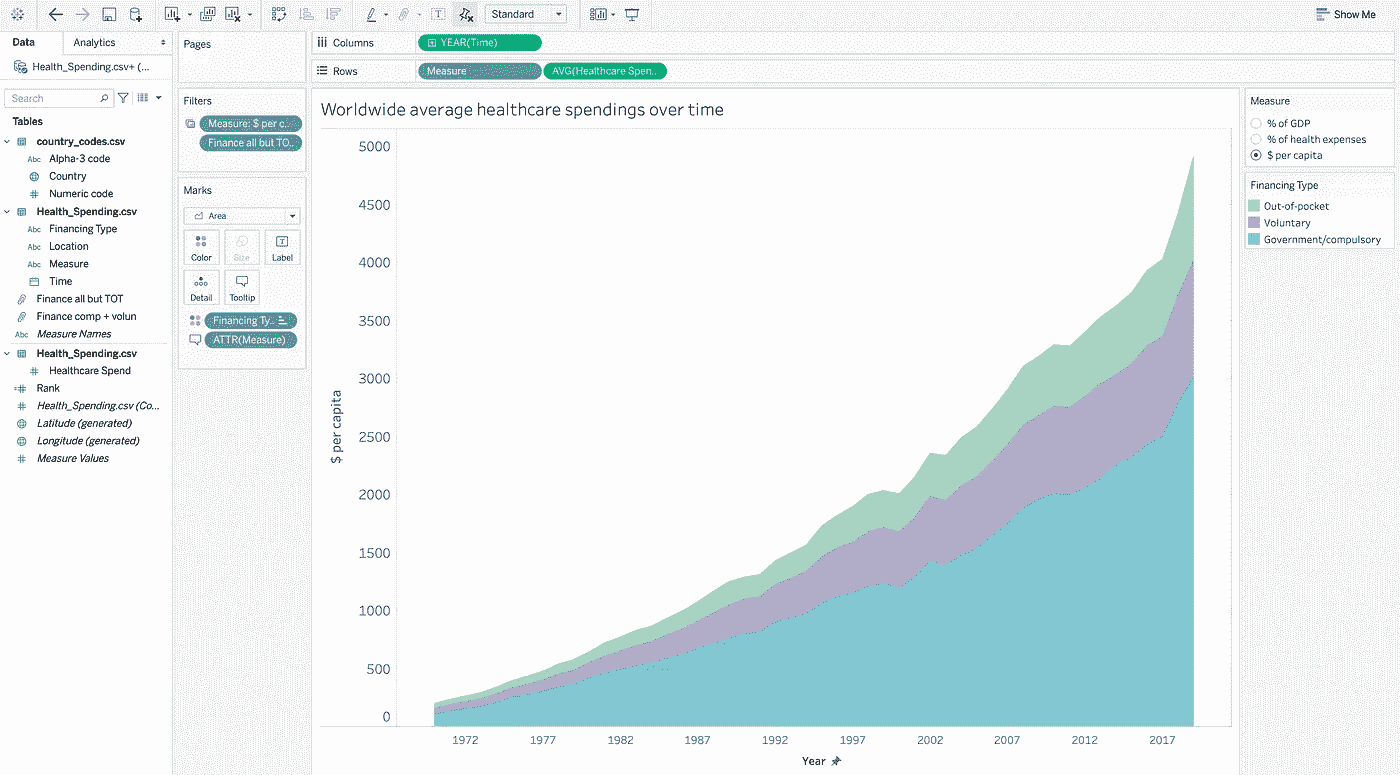 Standard
Show Me
Data
Analytics
Pages
Columns
YEAR(Time)
Health_Spending.csv+ (...
Rows
Measure
AVG(Healthcare Spen..
Search
Filters
Measure: $ per c..
Finance all but TO..
Tables
country_codes.csv
Abc Alpha-3 code
Country
Numeric code
Health_Spending.csv
Abc Financing Type
Abc Location
Abc Measure
Time
Finance all but TOT
Finance comp + volun
Abc Measure Names
Health_Spending.csv
Healthcare Spend
Rank
Health_Spending.csv (Co...
Latitude (generated)
Longitude (generated)
Measure Values
Marks
Area
Color
Size
Label
Detail
Tooltip
Financing Ty..
ATTR(Measure)
Worldwide average healthcare spendings over time
5000
4500
4000
3500
3000
2500
2000
1500
1000
500
0
$ per capita
1972 1977 1982 1987 1992 1997 2002 2007 2012 2017
Year
Measure
% of GDP
% of health expenses
$ per capita
Financing Type
Out-of-pocket
Voluntary
Government/compulsory